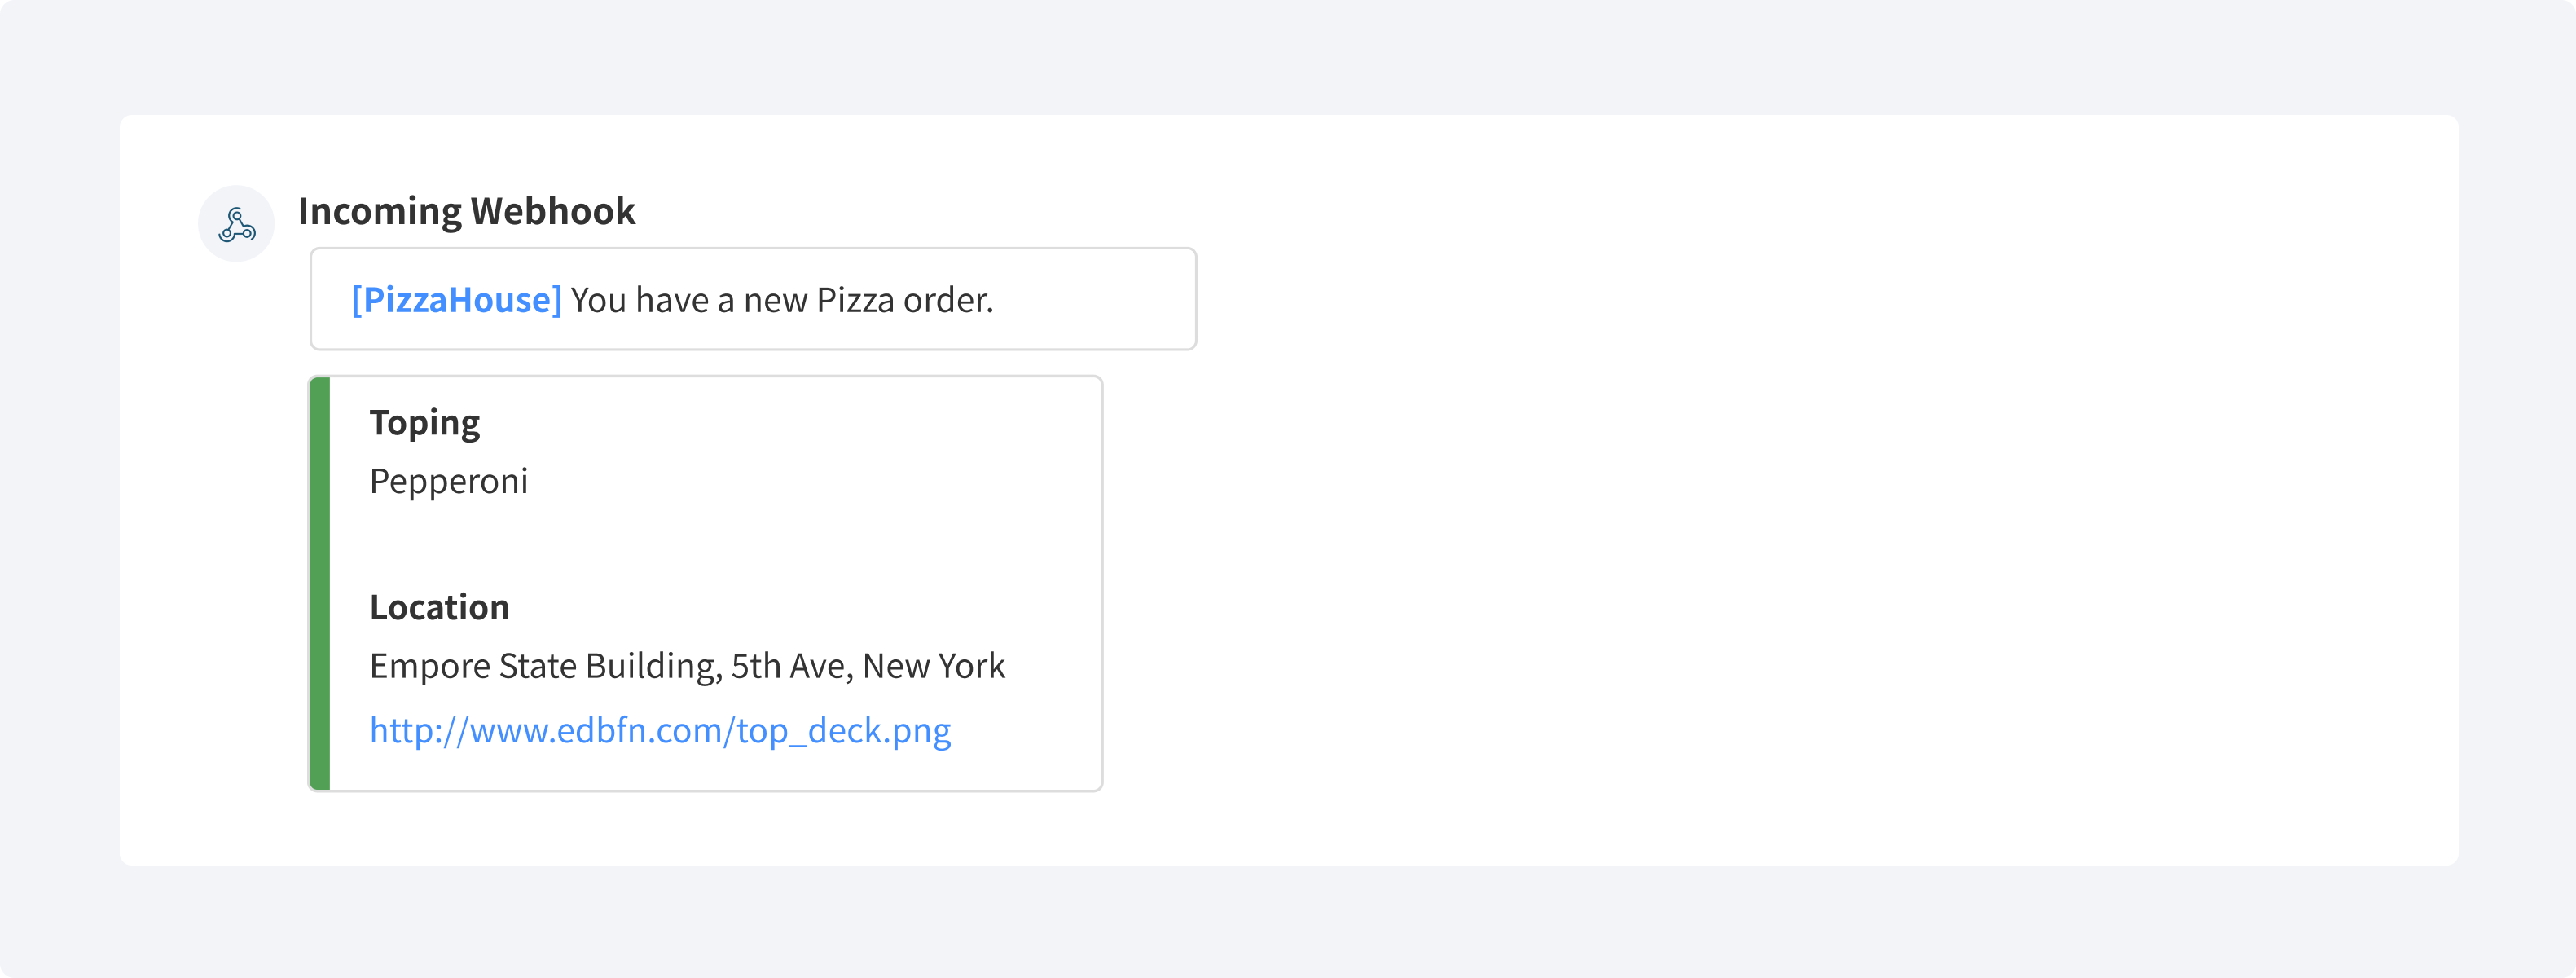 Incoming Webhook
[PizzaHouse] You have a new Pizza order.
Toping
Pepperoni
Location
Empore State Building, 5th Ave, New York
http://www.edbfn.com/top_deck.png